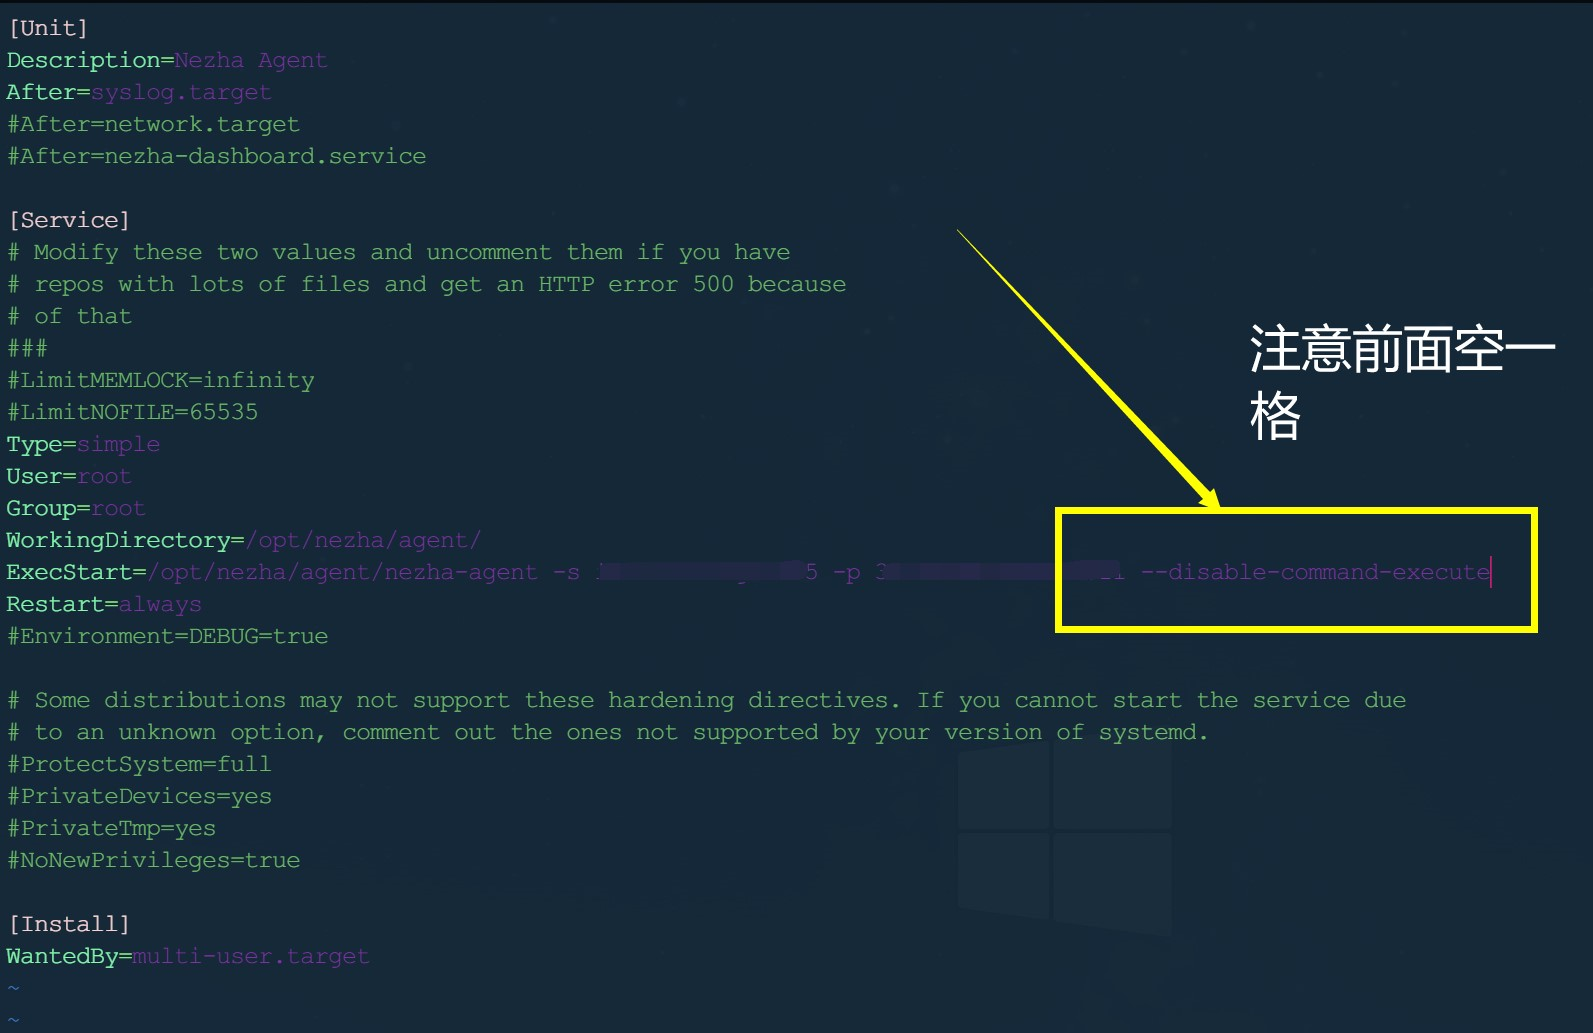 [Unit]
Description=Nezha Agent
After=syslog.target
#After=network.target
#After=nezha-dashboard.service
[Service]
# Modify these two values and uncomment them if you have
# repos with lots of files and get an HTTP error 500 because
# of that
###
#LimitMEMLOCK=infinity
#LimitNOFILE=65535
Type=simple
User=root
Group=root
WorkingDirectory=/opt/nezha/agent/
ExecStart=/opt/nezha/agent/nezha-agent -s 5 -p 3 --disable-command-execute
Restart=always
#Environment=DEBUG=true
# Some distributions may not support these hardening directives. If you cannot start the service due
# to an unknown option, comment out the ones not supported by your version of systemd.
#ProtectSystem=full
#PrivateDevices=yes
#PrivateTmp=yes
#NoNewPrivileges=true
[Install]
WantedBy=multi-user.target
~
~
注意前面空一
格